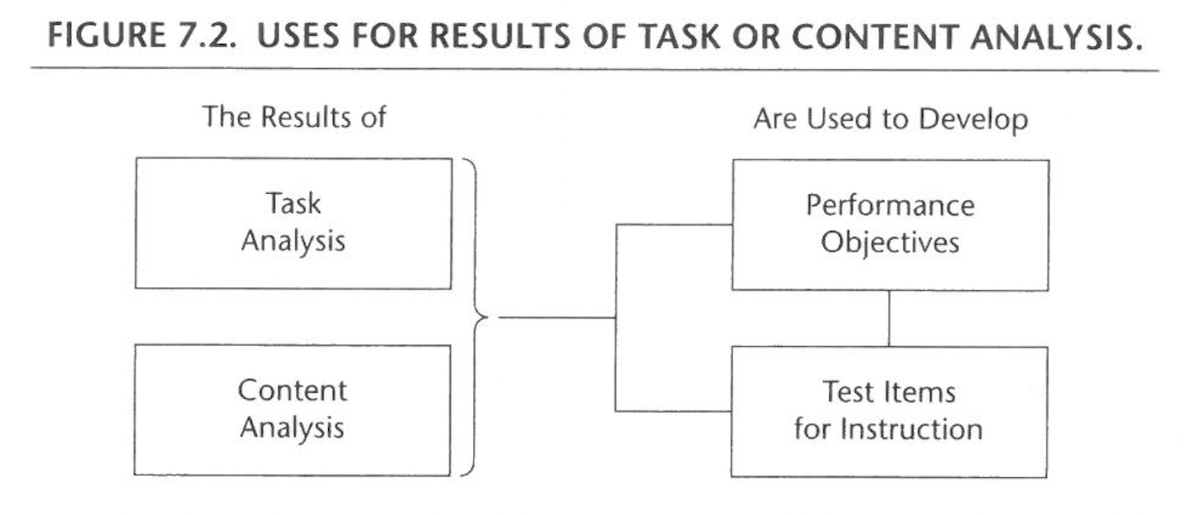 FIGURE 7.2. USES FOR RESULTS OF TASK OR CONTENT ANALYSIS.
The Results of
Are Used to Develop
Task
Analysis
Performance
Objectives
Content
Analysis
Test Items
for Instruction